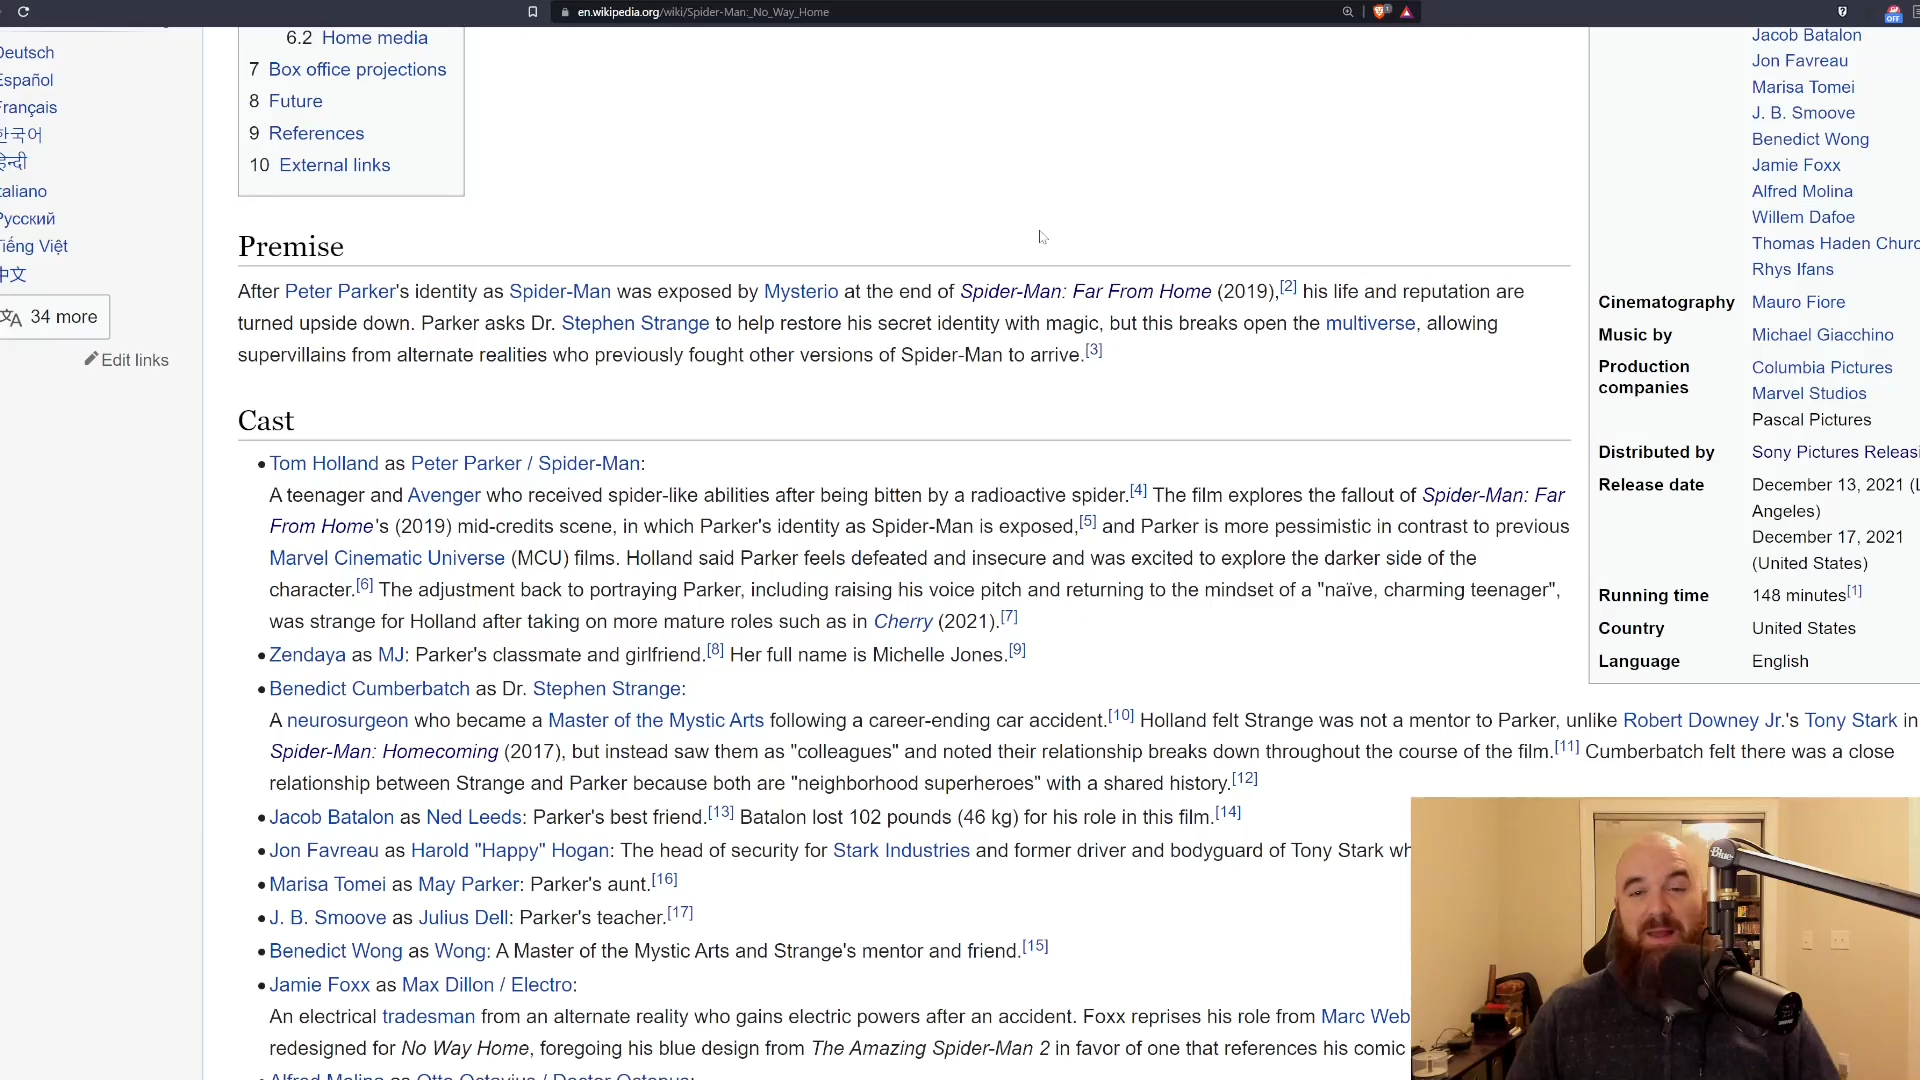 en.wikipedia.org/wiki/Spider-Man:_No_Way_Home
OFF
Deutsch
Español
Français
한국어
हिन्दी
Italiano
Русский
Tiếng Việt
中文
34 more
Edit links
6.2 Home media
7 Box office projections
8 Future
9 References
10 External links
Premise
After Peter Parker's identity as Spider-Man was exposed by Mysterio at the end of Spider-Man: Far From Home (2019),[2] his life and reputation are
turned upside down. Parker asks Dr. Stephen Strange to help restore his secret identity with magic, but this breaks open the multiverse, allowing
supervillains from alternate realities who previously fought other versions of Spider-Man to arrive.[3]
Cast
Tom Holland as Peter Parker / Spider-Man:
A teenager and Avenger who received spider-like abilities after being bitten by a radioactive spider.[4] The film explores the fallout of Spider-Man: Far
From Home's (2019) mid-credits scene, in which Parker's identity as Spider-Man is exposed,[5] and Parker is more pessimistic in contrast to previous
Marvel Cinematic Universe (MCU) films. Holland said Parker feels defeated and insecure and was excited to explore the darker side of the
character.[6] The adjustment back to portraying Parker, including raising his voice pitch and returning to the mindset of a "naïve, charming teenager",
was strange for Holland after taking on more mature roles such as in Cherry (2021).[7]
Zendaya as MJ: Parker's classmate and girlfriend.[8] Her full name is Michelle Jones.[9]
Benedict Cumberbatch as Dr. Stephen Strange:
A neurosurgeon who became a Master of the Mystic Arts following a career-ending car accident.[10] Holland felt Strange was not a mentor to Parker, unlike Robert Downey Jr.'s Tony Stark in
Spider-Man: Homecoming (2017), but instead saw them as "colleagues" and noted their relationship breaks down throughout the course of the film.[11] Cumberbatch felt there was a close
relationship between Strange and Parker because both are "neighborhood superheroes" with a shared history.[12]
Jacob Batalon as Ned Leeds: Parker's best friend.[13] Batalon lost 102 pounds (46 kg) for his role in this film.[14]
Jon Favreau as Harold "Happy" Hogan: The head of security for Stark Industries and former driver and bodyguard of Tony Stark wh
Marisa Tomei as May Parker: Parker's aunt.[16]
J. B. Smoove as Julius Dell: Parker's teacher.[17]
Benedict Wong as Wong: A Master of the Mystic Arts and Strange's mentor and friend.[15]
Jamie Foxx as Max Dillon / Electro:
An electrical tradesman from an alternate reality who gains electric powers after an accident. Foxx reprises his role from Marc Web
redesigned for No Way Home, foregoing his blue design from The Amazing Spider-Man 2 in favor of one that references his comic
Alfred Molina as Otto Octavius / Doctor Octopus:
Jacob Batalon
Jon Favreau
Marisa Tomei
J. B. Smoove
Benedict Wong
Jamie Foxx
Alfred Molina
Willem Dafoe
Thomas Haden Churc
Rhys Ifans
Cinematography Mauro Fiore
Music by Michael Giacchino
Production companies Columbia Pictures
Marvel Studios
Pascal Pictures
Distributed by Sony Pictures Releasi
Release date December 13, 2021 (L
Angeles)
December 17, 2021
(United States)
Running time 148 minutes[1]
Country United States
Language English
Blue